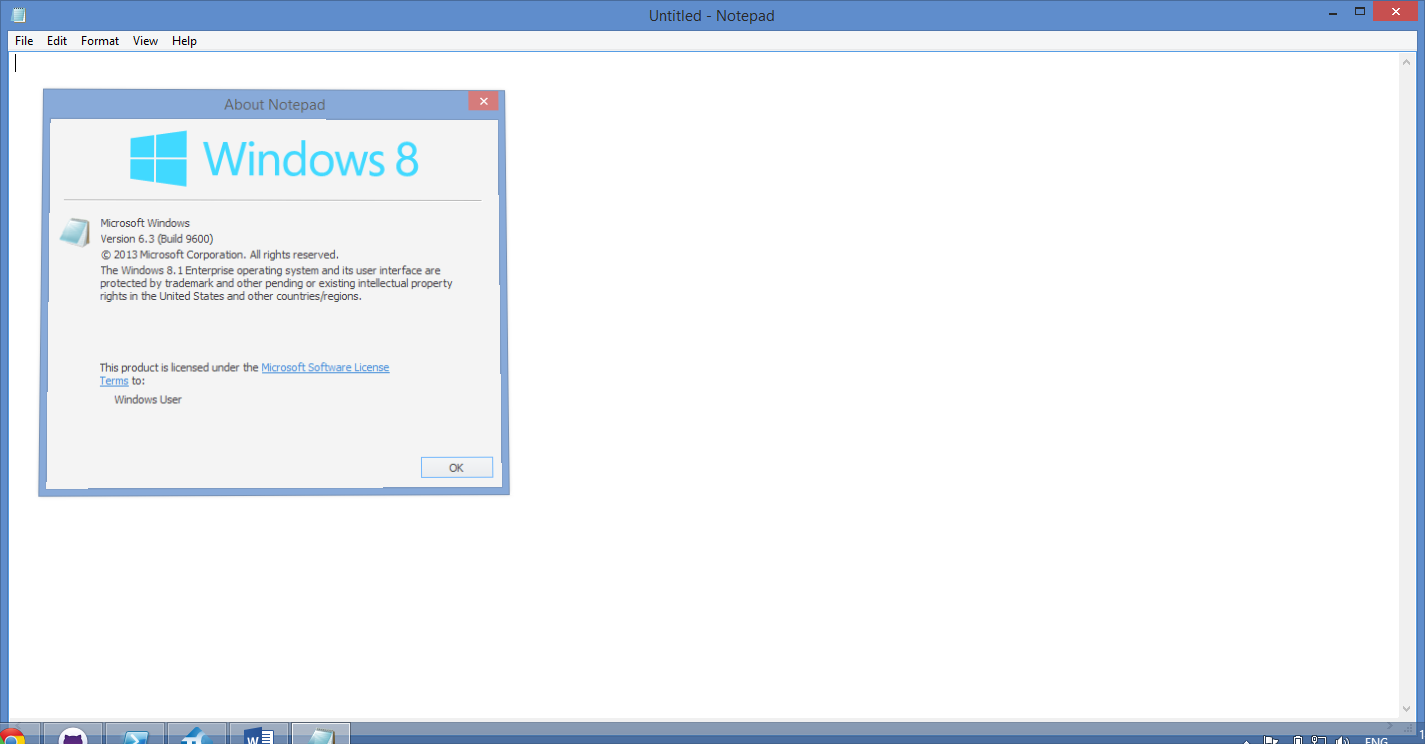 Untitled - Notepad
File Edit Format View Help
About Notepad
Windows 8
Microsoft Windows
Version 6.3 (Build 9600)
© 2013 Microsoft Corporation. All rights reserved.
The Windows 8.1 Enterprise operating system and its user interface are
protected by trademark and other pending or existing intellectual property
rights in the United States and other countries/regions.
This product is licensed under the Microsoft Software License
Terms to:
Windows User
OK
W
ENG